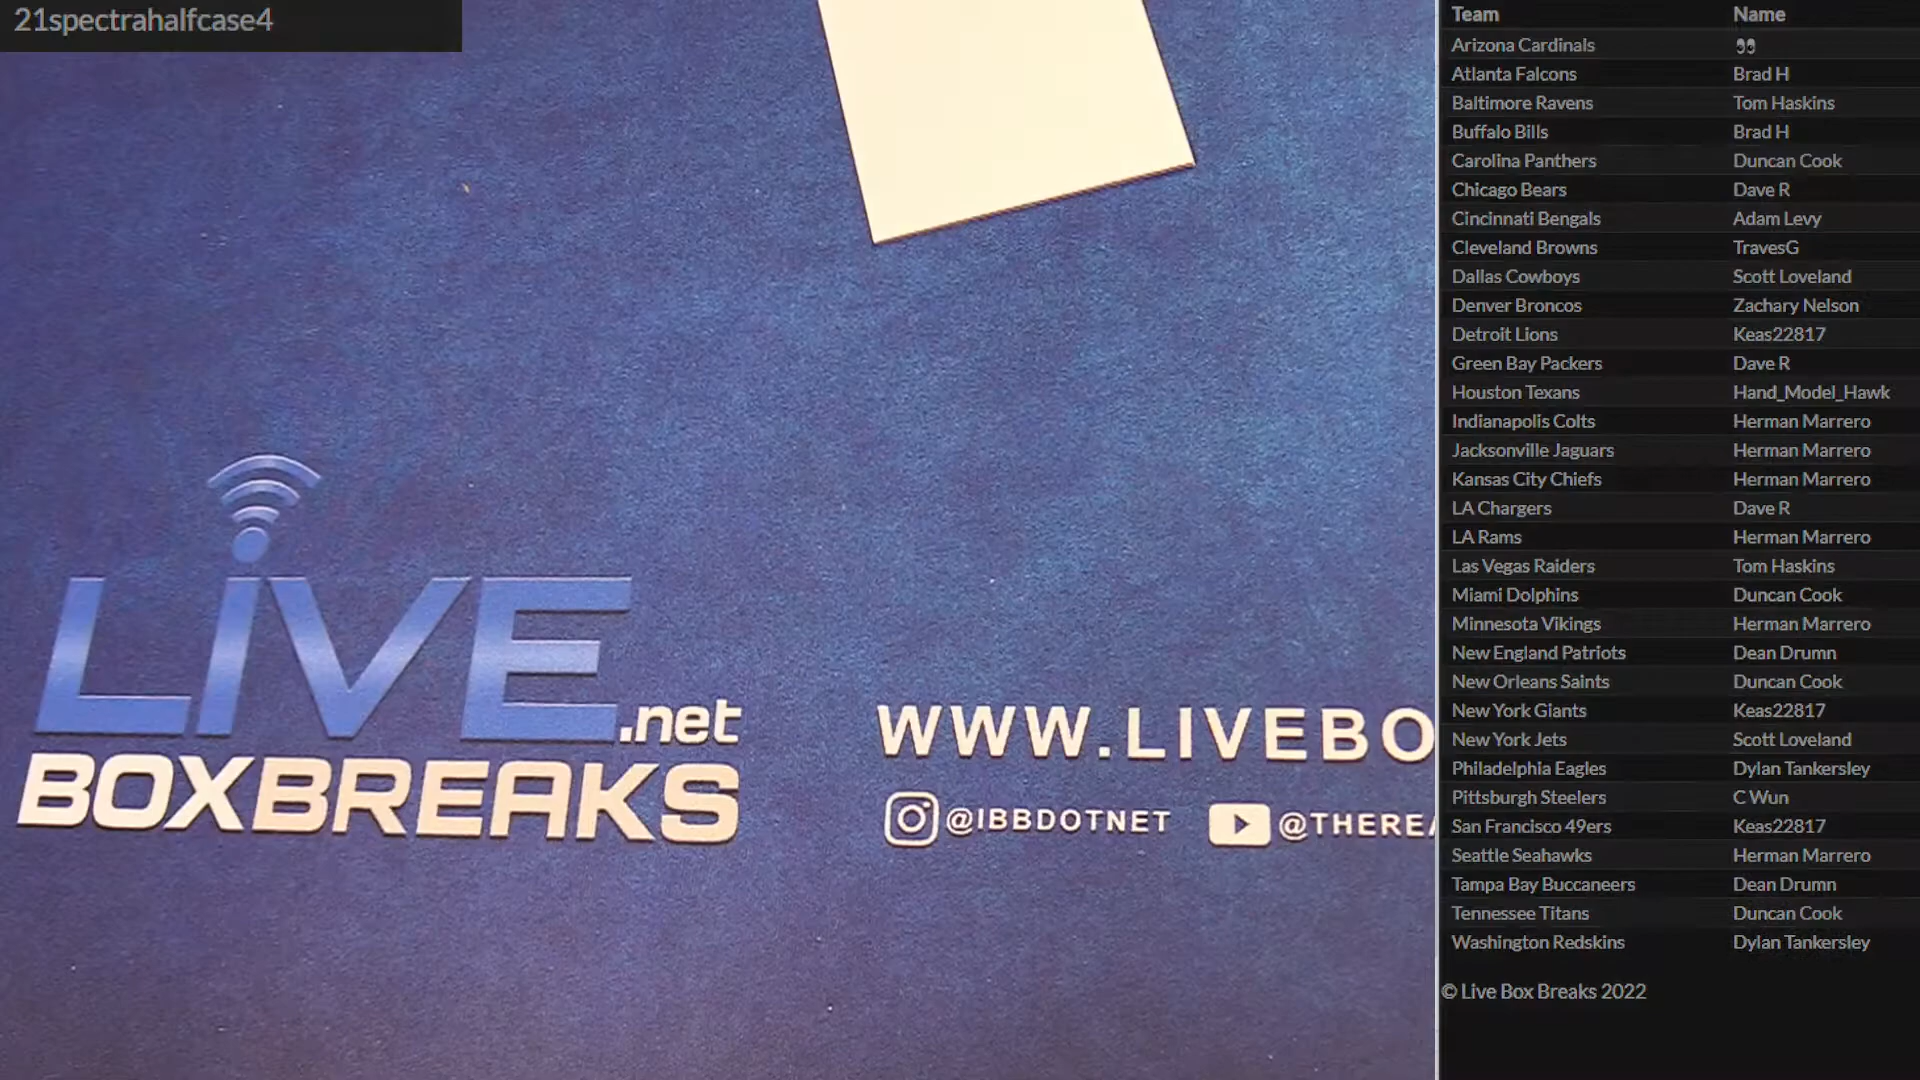 21spectrahalfcase4
LIVE
.net
BOXBREAKS
WWW.LIVEBO
@IBBDOTNET @THEREA
Team Name
Arizona Cardinals 👀
Atlanta Falcons Brad H
Baltimore Ravens Tom Haskins
Buffalo Bills Brad H
Carolina Panthers Duncan Cook
Chicago Bears Dave R
Cincinnati Bengals Adam Levy
Cleveland Browns TravesG
Dallas Cowboys Scott Loveland
Denver Broncos Zachary Nelson
Detroit Lions Keas22817
Green Bay Packers Dave R
Houston Texans Hand_Model_Hawk
Indianapolis Colts Herman Marrero
Jacksonville Jaguars Herman Marrero
Kansas City Chiefs Herman Marrero
LA Chargers Dave R
LA Rams Herman Marrero
Las Vegas Raiders Tom Haskins
Miami Dolphins Duncan Cook
Minnesota Vikings Herman Marrero
New England Patriots Dean Drumn
New Orleans Saints Duncan Cook
New York Giants Keas22817
New York Jets Scott Loveland
Philadelphia Eagles Dylan Tankersley
Pittsburgh Steelers C Wun
San Francisco 49ers Keas22817
Seattle Seahawks Herman Marrero
Tampa Bay Buccaneers Dean Drumn
Tennessee Titans Duncan Cook
Washington Redskins Dylan Tankersley
© Live Box Breaks 2022